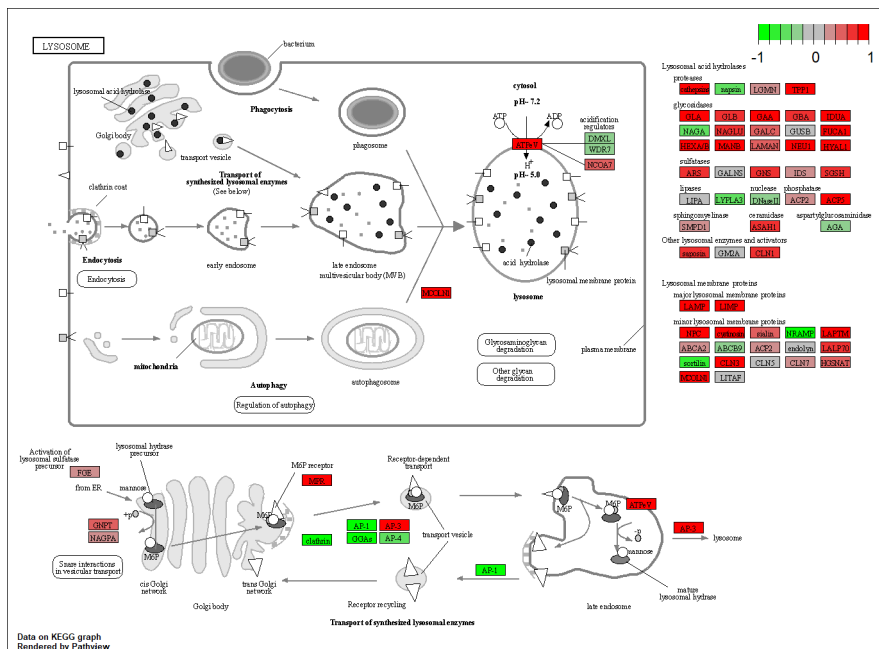 LYSOSOME
bacterium
-1 0 1
lysosomal acid hydrolase
Golbgi body
Phagocytosis
transport vesicle
phagosome
Transport of
synthesized lysosomal enzymes
(See below)
clathrin coat
Endocytosis
Endocytosis
early endosome
late endosome
multivesicular body (MVB)
MCOLN1
mitochondria
Autophagy
autophagosome
Regulation of autophagy
cytosol
pH~ 7.2
ATP
ADP
acidification
regulators
DMXL
WDR7
ATPeV
NCOA7
H+
pH~ 5.0
acid hydrolase
lysosomal membrane protein
lysosome
Glycosaminoglycan
degradation
Other glycan
degradation
plasma membrane
Lysosomal acid hydrolases
proteases
cathepsin napsin LGMN TPP1
glycosidases
GLA GLB GAA GBA IDUA
NAGA NAGLU GALC GUSB FUCA1
HEXA/B MANB LAMAN NEU1 HYAL1
sulfatases
ARS GALNS GNS IDS SGSH
lipases nuclease phosphatase
LIPA LYPLA3 DNaseII ACP2 ACP5
sphingomyelinase ceramidase aspartylglucosaminidase
SMPD1 ASAH1 AGA
Other lysosomal enzymes and activators
saposin GM2A CLN1
Lysosomal membrane proteins
major lysosomal membrane proteins
LAMP LIMP
minor lysosomal membrane proteins
NPC cystinosin sialin NRAMP LAPTM
ABCA2 ABCB9 ACP2 endolyn LALP70
sortilin CLN3 CLN5 CLN7 HGSNAT
MCOLN1 LITAF
Activation of
lysosomal sulfatase
precursor
FGE
from ER
lysosomal hydrase
precursor
mannose
+p
GNPT
NAGPA
M6P
Snare interactions
in vesicular transport
cis Golgi
network
Golgi body
trans Golgi
network
M6P
M6P receptor
MPR
clathrin
AP-1 AP-3
GGAs AP-4
Receptor-dependent
transport
transport vesicle
Receptor recycling
AP-1
Transport of synthesized lysosomal enzymes
M6P
M6P
ATPeV
-p
mannose
late endosome
mature
lysosomal hydrase
AP-3
lysosome
Data on KEGG graph
Rendered by Pathview